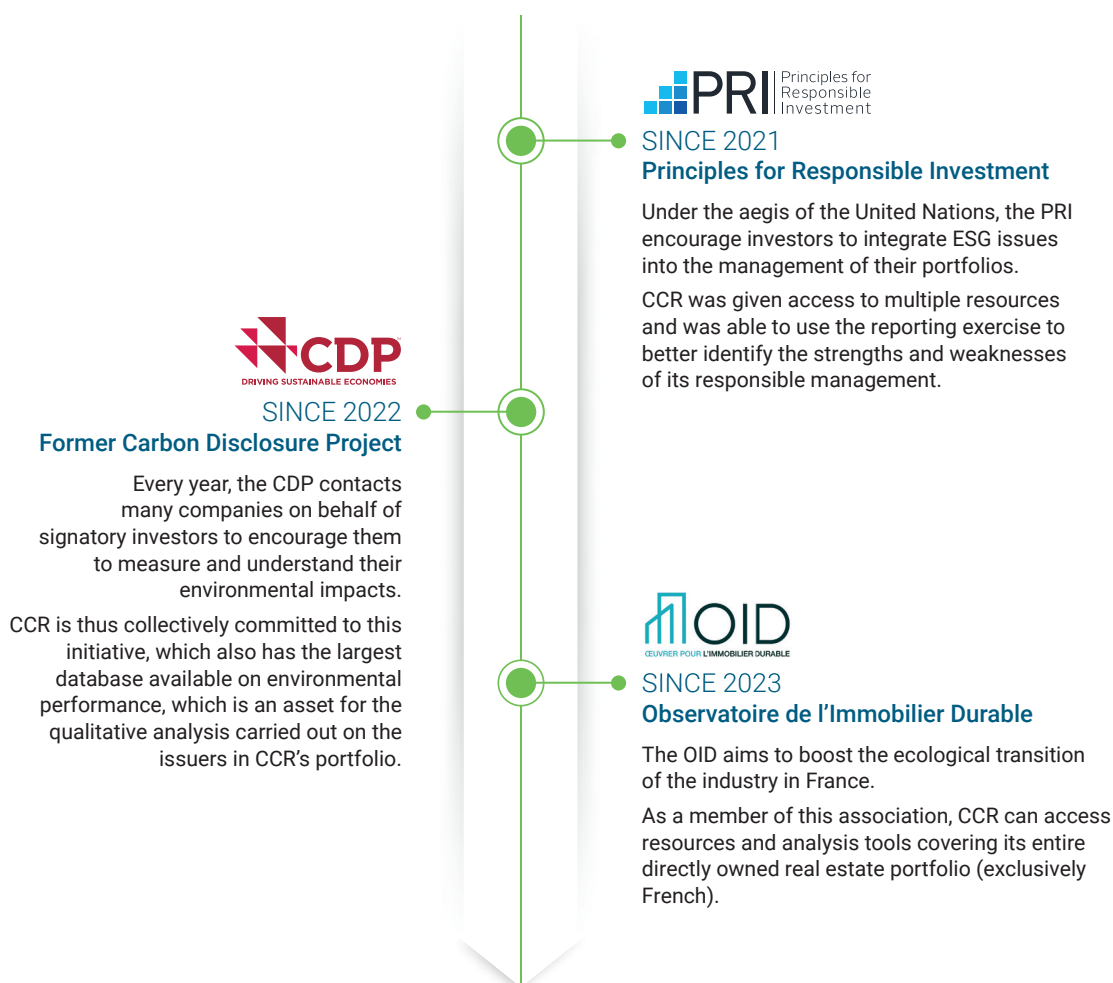 PRI Principles for
Responsible
Investment
SINCE 2021
Principles for Responsible Investment
Under the aegis of the United Nations, the PRI
encourage investors to integrate ESG issues
into the management of their portfolios.
CCR was given access to multiple resources
and was able to use the reporting exercise to
better identify the strengths and weaknesses
of its responsible management.
CDP
DRIVING SUSTAINABLE ECONOMIES
SINCE 2022
Former Carbon Disclosure Project
Every year, the CDP contacts
many companies on behalf of
signatory investors to encourage them
to measure and understand their
environmental impacts.
CCR is thus collectively committed to this
initiative, which also has the largest
database available on environmental
performance, which is an asset for the
qualitative analysis carried out on the
issuers in CCR’s portfolio.
OID
ŒUVRER POUR L'IMMOBILIER DURABLE
SINCE 2023
Observatoire de l’Immobilier Durable
The OID aims to boost the ecological transition
of the industry in France.
As a member of this association, CCR can access
resources and analysis tools covering its entire
directly owned real estate portfolio (exclusively
French).